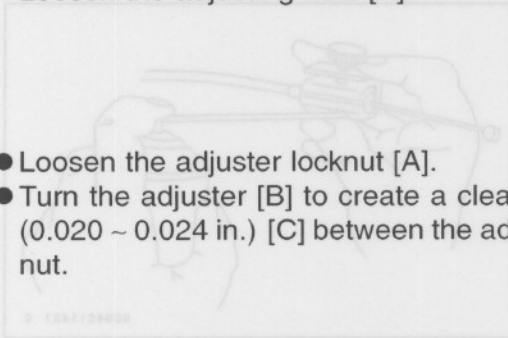 ● Loosen the adjuster locknut [A].
● Turn the adjuster [B] to create a clea
(0.020 ~ 0.024 in.) [C] between the ad
nut.